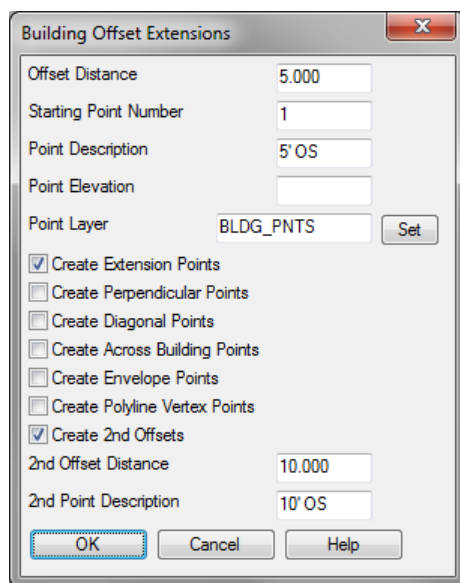 Building Offset Extensions
Offset Distance 5.000
Starting Point Number 1
Point Description 5' OS
Point Elevation
Point Layer BLDG_PNTS Set
Create Extension Points
Create Perpendicular Points
Create Diagonal Points
Create Across Building Points
Create Envelope Points
Create Polyline Vertex Points
Create 2nd Offsets
2nd Offset Distance 10.000
2nd Point Description 10' OS
OK Cancel Help